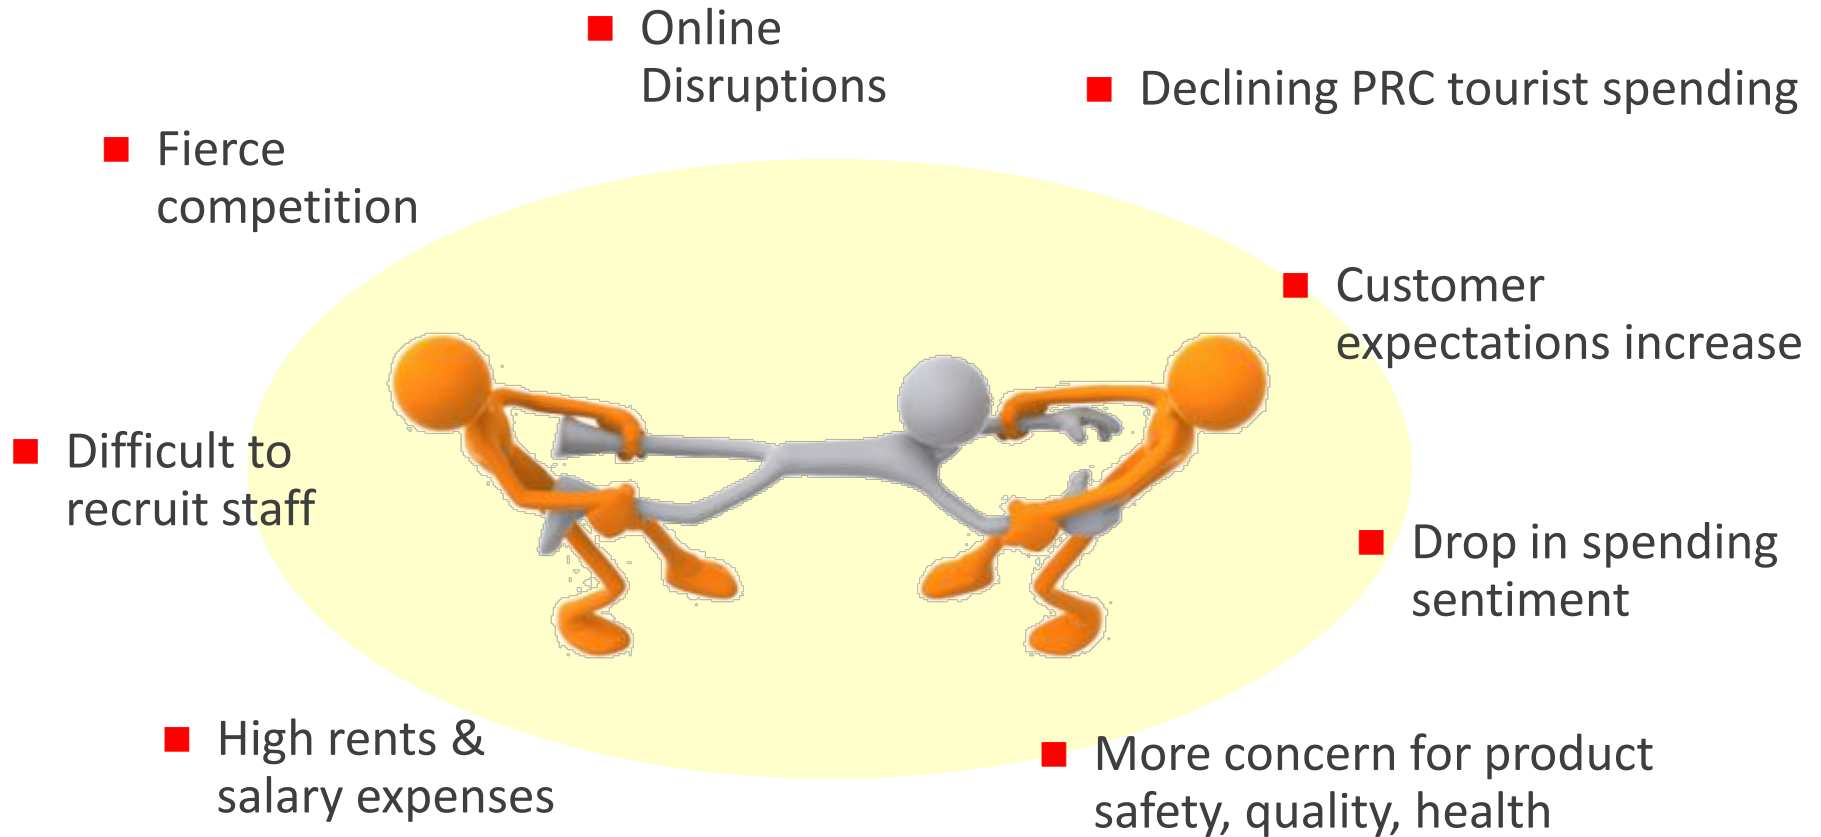 Online
Disruptions
Declining PRC tourist spending
Fierce
competition
Customer
expectations increase
Difficult to
recruit staff
Drop in spending
sentiment
High rents &
salary expenses
More concern for product
safety, quality, health